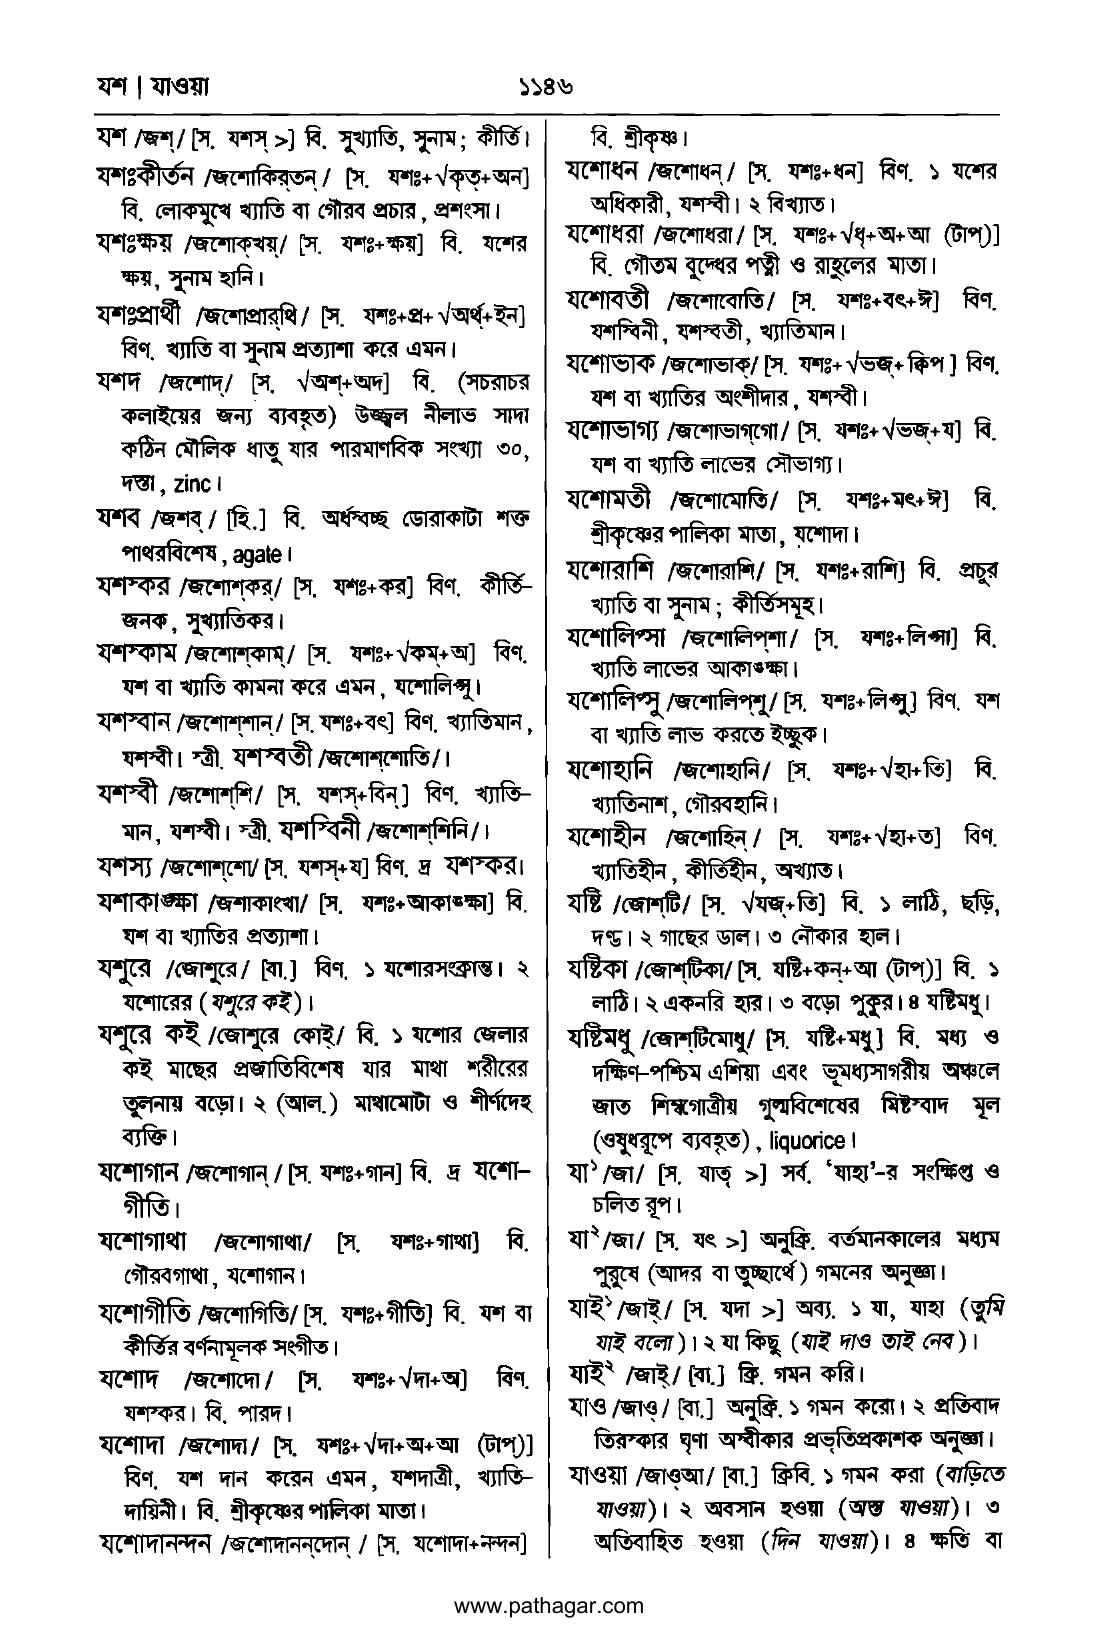 যশ | যাওয়া
১১৪৬
যশ /জশ্/ [স. যশস্ >] বি. সুখ্যাতি, সুনাম; কীর্তি।
যশঃকীর্তন /জশোকির্‌তন্/ [স. যশঃ+√কৃত্+অন]
বি. লোকমুখে খ্যাতি বা গৌরব প্রচার, প্রশংসা।
যশঃক্ষয় /জশোক্‌খয়্/ [স. যশঃ+ক্ষয়] বি. যশের
ক্ষয়, সুনাম হানি।
যশঃপ্রার্থী /জশোপ্রার্‌থি/ [স. যশঃ+প্র+√অর্থ্+ইন]
বিণ. খ্যাতি বা সুনাম প্রত্যাশা করে এমন।
যশদ /জশোদ্/ [স. √অশ্+অদ] বি. (সচরাচর
কলাইয়ের জন্য ব্যবহৃত) উজ্জ্বল নীলাভ সাদা
কঠিন মৌলিক ধাতু যার পারমাণবিক সংখ্যা ৩০,
দস্তা, zinc।
যশব /জশব্/ [হি.] বি. অর্ধস্বচ্ছ ডোরাকাটা শক্ত
পাথরবিশেষ, agate।
যশস্কর /জশোশ্‌কর্/ [স. যশঃ+কর] বিণ. কীর্তি-
জনক, সুখ্যাতিকর।
যশস্কাম /জশোশ্‌কাম্/ [স. যশঃ+√কম্+অ] বিণ.
যশ বা খ্যাতি কামনা করে এমন, যশোলিপ্সু।
যশস্বান /জশোশ্‌শান্/ [স. যশঃ+বৎ] বিণ. খ্যাতিমান,
যশস্বী। স্ত্রী. যশস্বতী /জশোশ্‌শোতি/।
যশস্বী /জশোশ্‌শি/ [স. যশস্+বিন্] বিণ. খ্যাতি-
মান, যশস্বী। স্ত্রী. যশস্বিনী /জশোশ্‌শিনি/।
যশস্য /জশোশ্‌শো/ [স. যশস্+য] বিণ. দ্র যশস্কর।
যশাকাঙ্ক্ষা /জশাকাংখা/ [স. যশঃ+আকাঙ্ক্ষা] বি.
যশ বা খ্যাতির প্রত্যাশা।
যশুরে /জোশুরে/ [বা.] বিণ. ১ যশোরসংক্রান্ত। ২
যশোরের (যশুরে কই)।
যশুরে কই /জোশুরে কোই্/ বি. ১ যশোর জেলার
কই মাছের প্রজাতিবিশেষ যার মাথা শরীরের
তুলনায় বড়ো। ২ (আল.) মাথামোটা ও শীর্ণদেহ
ব্যক্তি।
যশোগান /জশোগান্/ [স. যশঃ+গান] বি. দ্র যশো-
গীতি।
যশোগাথা /জশোগাথা/ [স. যশঃ+গাথা] বি.
গৌরবগাথা, যশোগান।
যশোগীতি /জশোগিতি/ [স. যশঃ+গীতি] বি. যশ বা
কীর্তির বর্ণনামূলক সংগীত।
যশোদ /জশোদো/ [স. যশঃ+√দা+অ] বিণ.
যশস্কর। বি. পারদ।
যশোদা /জশোদা/ [স. যশঃ+√দা+অ+আ (টাপ্)]
বিণ. যশ দান করেন এমন, যশদাত্রী, খ্যাতি-
দায়িনী। বি. শ্রীকৃষ্ণের পালিকা মাতা।
যশোদানন্দন /জশোদানন্‌দোন্/ [স. যশোদা+নন্দন]
বি. শ্রীকৃষ্ণ।
যশোধন /জশোধন্/ [স. যশঃ+ধন] বিণ. ১ যশের
অধিকারী, যশস্বী। ২ বিখ্যাত।
যশোধরা /জশোধরা/ [স. যশঃ+√ধৃ+অ+আ (টাপ্)]
বি. গৌতম বুদ্ধের পত্নী ও রাহুলের মাতা।
যশোবতী /জশোবোতি/ [স. যশঃ+বৎ+ঈ] বিণ.
যশস্বিনী, যশস্বতী, খ্যাতিমান।
যশোভাক /জশোভাক্/ [স. যশঃ+√ভজ্+ক্বিপ] বিণ.
যশ বা খ্যাতির অংশীদার, যশস্বী।
যশোভাগ্য /জশোভাগ্‌গো/ [স. যশঃ+√ভজ্+য] বি.
যশ বা খ্যাতি লাভের সৌভাগ্য।
যশোমতী /জশোমোতি/ [স. যশঃ+মৎ+ঈ] বি.
শ্রীকৃষ্ণের পালিকা মাতা, যশোদা।
যশোরাশি /জশোরাশি/ [স. যশঃ+রাশি] বি. প্রচুর
খ্যাতি বা সুনাম; কীর্তিসমূহ।
যশোলিপ্সা /জশোলিপ্‌শা/ [স. যশঃ+লিপ্সা] বি.
খ্যাতি লাভের আকাঙ্ক্ষা।
যশোলিপ্সু /জশোলিপ্‌শু/ [স. যশঃ+লিপ্সু] বিণ. যশ
বা খ্যাতি লাভ করতে ইচ্ছুক।
যশোহানি /জশোহানি/ [স. যশঃ+√হা+তি] বি.
খ্যাতিনাশ, গৌরবহানি।
যশোহীন /জশোহিন্/ [স. যশঃ+√হা+ত] বিণ.
খ্যাতিহীন, কীর্তিহীন, অখ্যাত।
যষ্টি /জোশ্‌টি/ [স. √যজ্+তি] বি. ১ লাঠি, ছড়ি,
দণ্ড। ২ গাছের ডাল। ৩ নৌকার হাল।
যষ্টিকা /জোশ্‌টিকা/ [স. যষ্টি+কন্+আ (টাপ্)] বি. ১
লাঠি। ২ একনরি হার। ৩ বড়ো পুকুর। ৪ যষ্টিমধু।
যষ্টিমধু /জোশ্‌টিমোধু/ [স. যষ্টি+মধু] বি. মধ্য ও
দক্ষিণ-পশ্চিম এশিয়া এবং ভূমধ্যসাগরীয় অঞ্চলে
জাত শিম্বগোত্রীয় গুল্মবিশেষের মিষ্টস্বাদ মূল
(ওষুধরূপে ব্যবহৃত), liquorice।
যা১ /জা/ [স. যাতৃ >] সর্ব. ‘যাহা’-র সংক্ষিপ্ত ও
চলিত রূপ।
যা২ /জা/ [স. যৎ >] অনুক্রি. বর্তমানকালের মধ্যম
পুরুষে (আদর বা তুচ্ছার্থে) গমনের অনুজ্ঞা।
যাই১ /জাই্/ [স. যদা >] অব্য. ১ যা, যাহা (তুমি
যাই বলো)। ২ যা কিছু (যাই দাও তাই নেব)।
যাই২ /জাই্/ [বা.] ক্রি. গমন করি।
যাও /জাও্/ [বা.] অনুক্রি. ১ গমন করো। ২ প্রতিবাদ
তিরস্কার ঘৃণা অস্বীকার প্রভৃতিপ্রকাশক অনুজ্ঞা।
যাওয়া /জাও্আ/ [বা.] ক্রিবি. ১ গমন করা (বাড়িতে
যাওয়া)। ২ অবসান হওয়া (অস্ত যাওয়া)। ৩
অতিবাহিত হওয়া (দিন যাওয়া)। ৪ ক্ষতি বা
www.pathagar.com